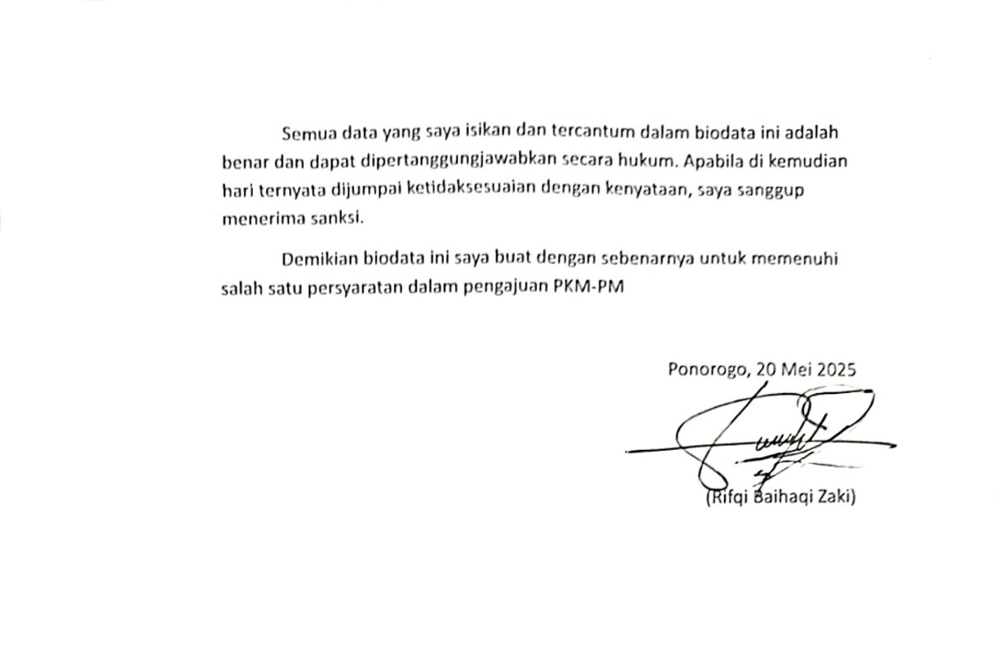 Semua data yang saya isikan dan tercantum dalam biodata ini adalah
benar dan dapat dipertanggungjawabkan secara hukum. Apabila di kemudian
hari ternyata dijumpai ketidaksesuaian dengan kenyataan, saya sanggup
menerima sanksi.
Demikian biodata ini saya buat dengan sebenarnya untuk memenuhi
salah satu persyaratan dalam pengajuan PKM-PM
Ponorogo, 20 Mei 2025
(Rifqi Baihaqi Zaki)